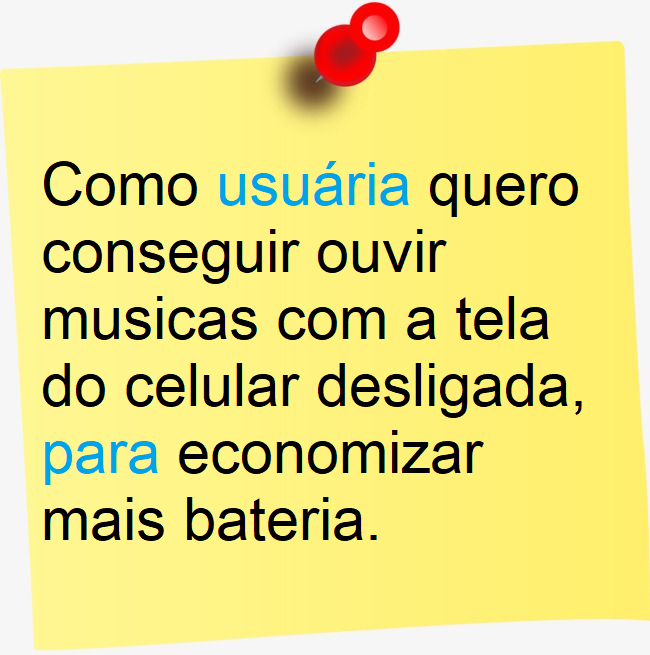 Como usuária quero
conseguir ouvir
musicas com a tela
do celular desligada,
para economizar
mais bateria.